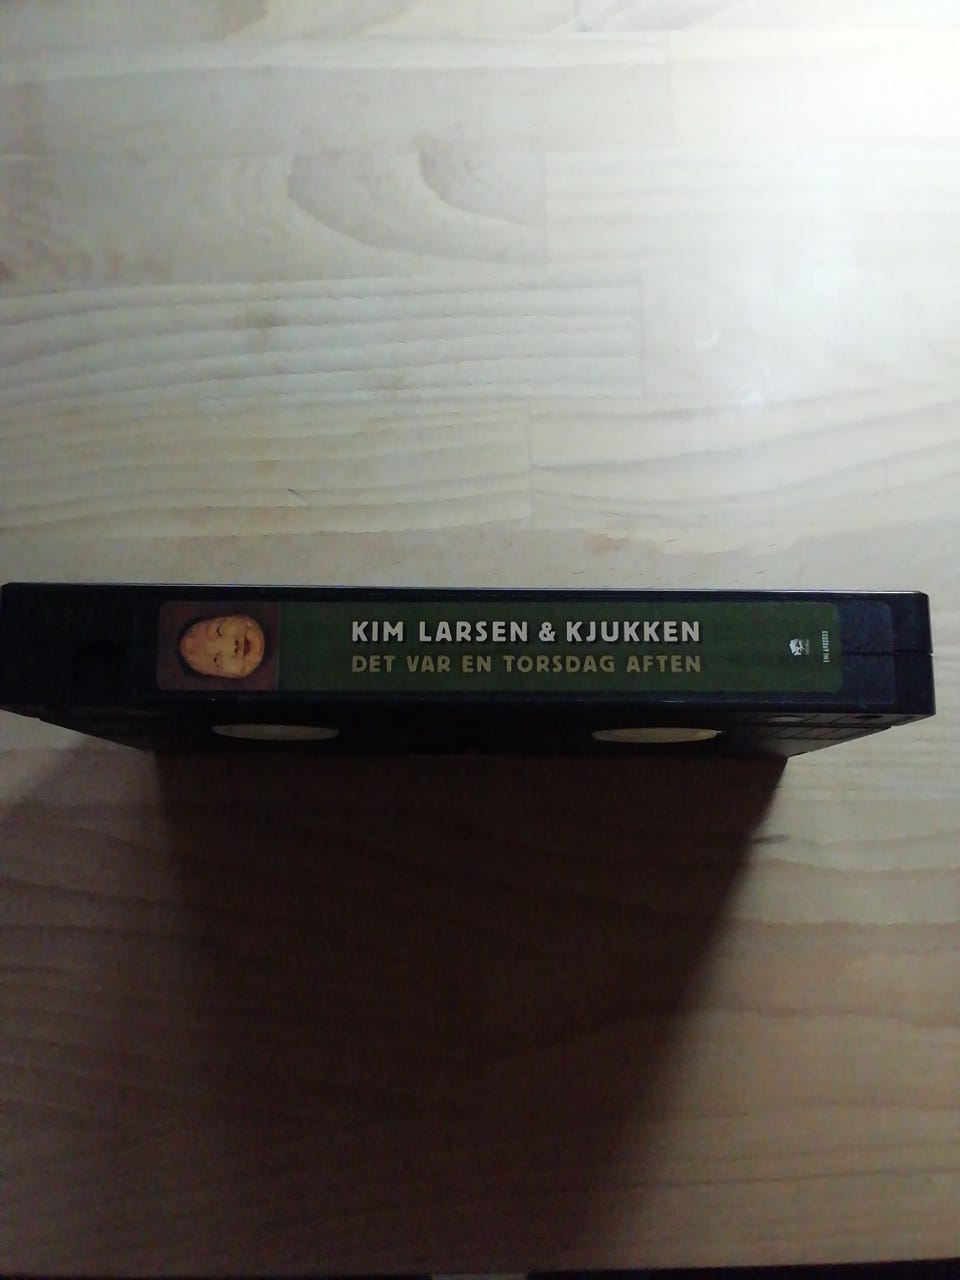 KIM LARSEN & KJUKKEN
DET VAR EN TORSDAG AFTEN